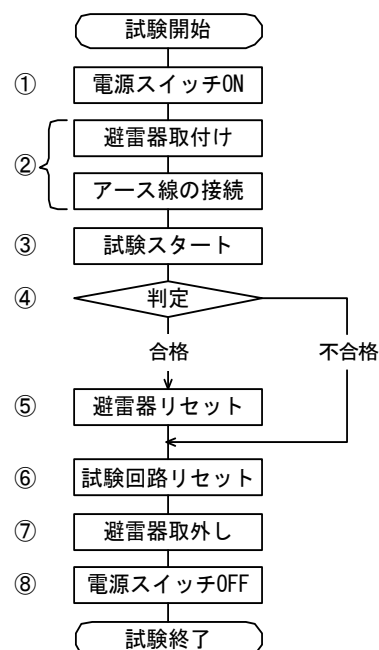 試験開始
① 電源スイッチON
② 避雷器取付け
アース線の接続
③ 試験スタート
④ 判定
合格 不合格
⑤ 避雷器リセット
⑥ 試験回路リセット
⑦ 避雷器取外し
⑧ 電源スイッチOFF
試験終了